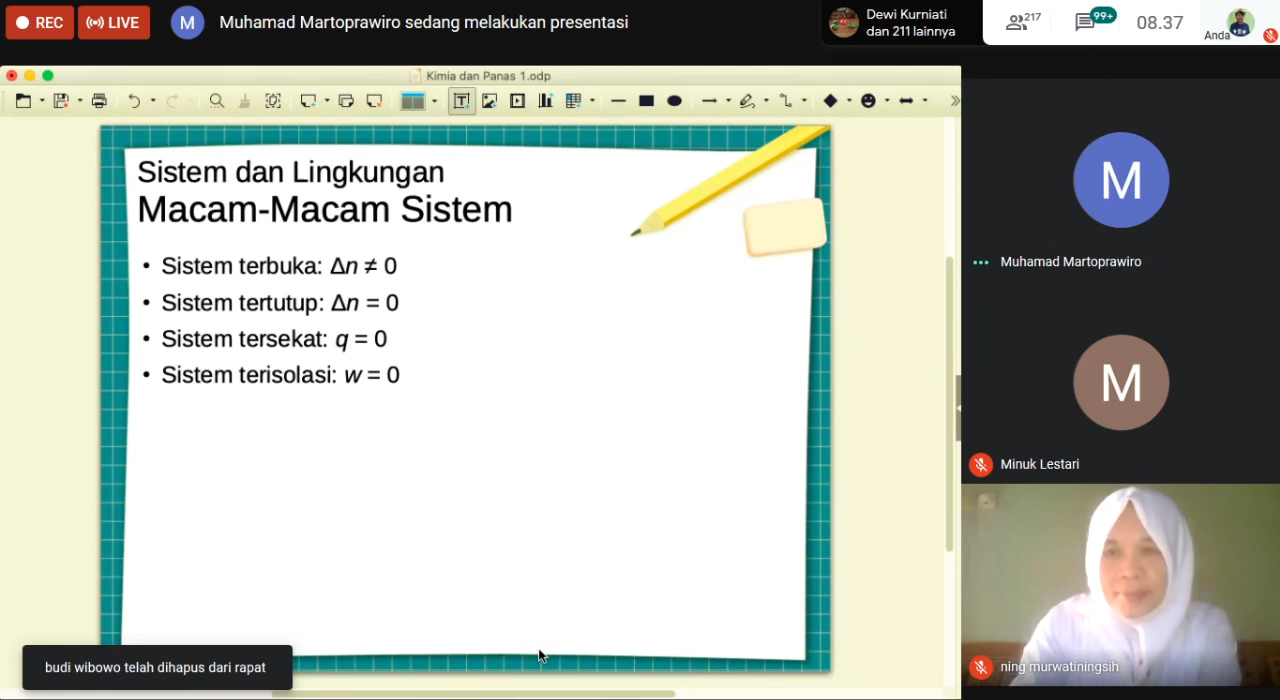 REC
LIVE
M
Muhamad Martoprawiro sedang melakukan presentasi
Dewi Kurniati
dan 211 lainnya
217
99+
08.37
Anda
Kimia dan Panas 1.odp
Sistem dan Lingkungan
Macam-Macam Sistem
• Sistem terbuka: Δn ≠ 0
• Sistem tertutup: Δn = 0
• Sistem tersekat: q = 0
• Sistem terisolasi: w = 0
M
Muhamad Martoprawiro
M
Minuk Lestari
ning murwatiningsih
budi wibowo telah dihapus dari rapat